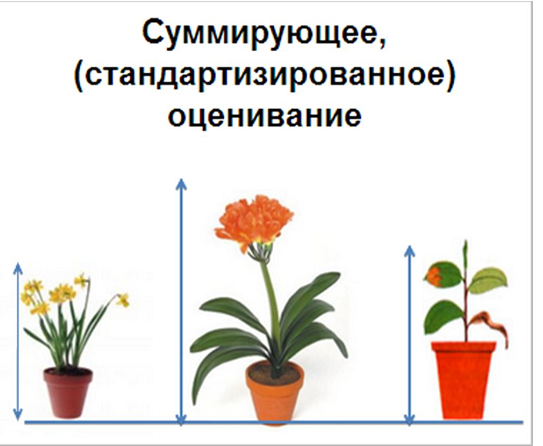 Суммирующее,
(стандартизированное)
оценивание